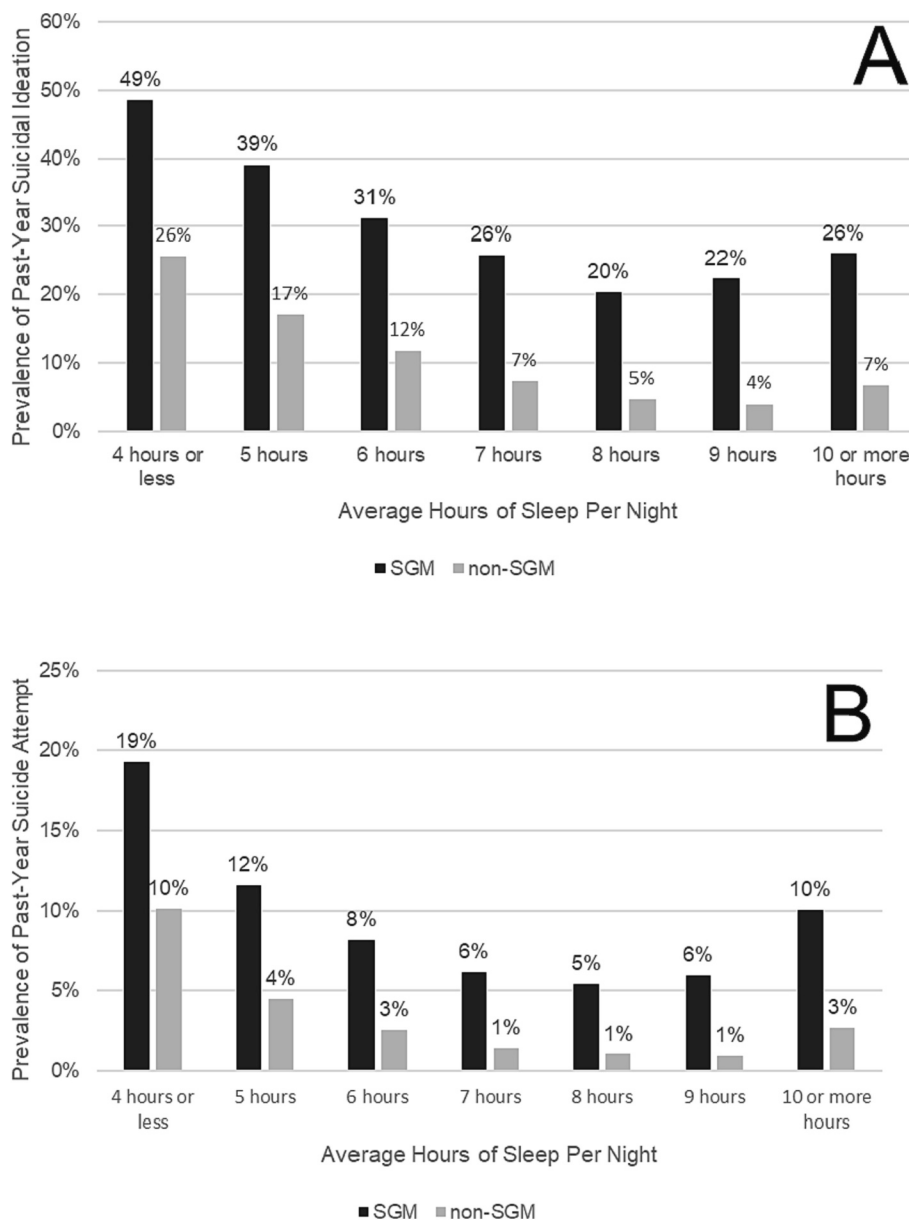 A
Prevalence of Past-Year Suicidal Ideation
60%
50%
40%
30%
20%
10%
0%
49%
26%
39%
17%
31%
12%
26%
7%
20%
5%
22%
4%
26%
7%
4 hours or
less
5 hours
6 hours
7 hours
8 hours
9 hours
10 or more
hours
Average Hours of Sleep Per Night
SGM non-SGM
B
Prevalence of Past-Year Suicide Attempt
25%
20%
15%
10%
5%
0%
19%
10%
12%
4%
8%
3%
6%
1%
5%
1%
6%
1%
10%
3%
4 hours or
less
5 hours
6 hours
7 hours
8 hours
9 hours
10 or more
hours
Average Hours of Sleep Per Night
SGM non-SGM